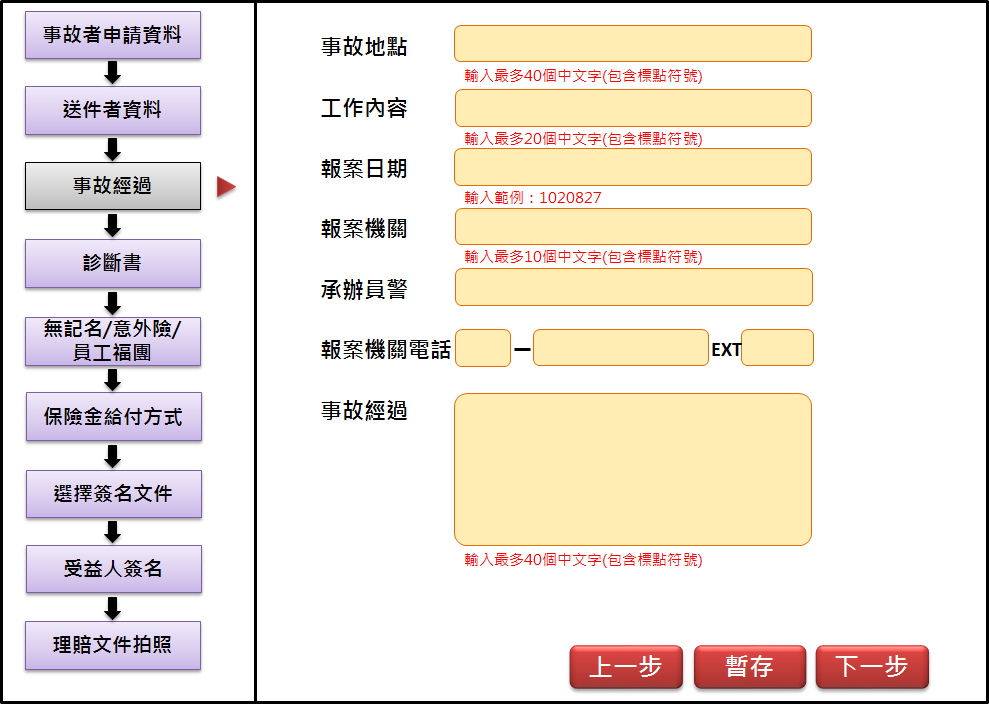 事故者申請資料
送件者資料
事故經過
診斷書
無記名/意外險/
員工福團
保險金給付方式
選擇簽名文件
受益人簽名
理賠文件拍照
事故地點
輸入最多40個中文字(包含標點符號)
工作內容
輸入最多20個中文字(包含標點符號)
報案日期
輸入範例：1020827
報案機關
輸入最多10個中文字(包含標點符號)
承辦員警
報案機關電話 — EXT
事故經過
輸入最多40個中文字(包含標點符號)
上一步 暫存 下一步